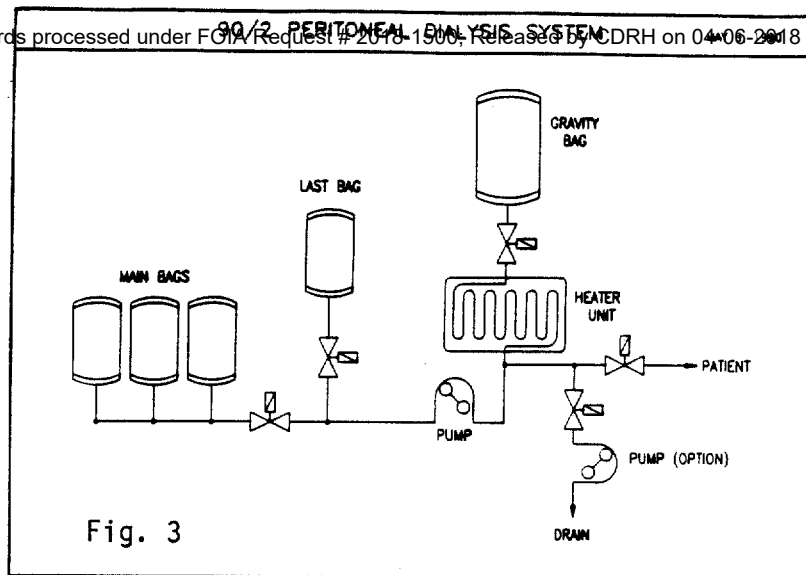 90/2 PERITONEAL DIALYSIS SYSTEM
rds processed under FOIA Request # 2018-1500; Released by CDRH on 04-06-2018
GRAVITY
BAG
LAST BAG
MAIN BAGS
HEATER
UNIT
PATIENT
PUMP
PUMP (OPTION)
DRAIN
Fig. 3